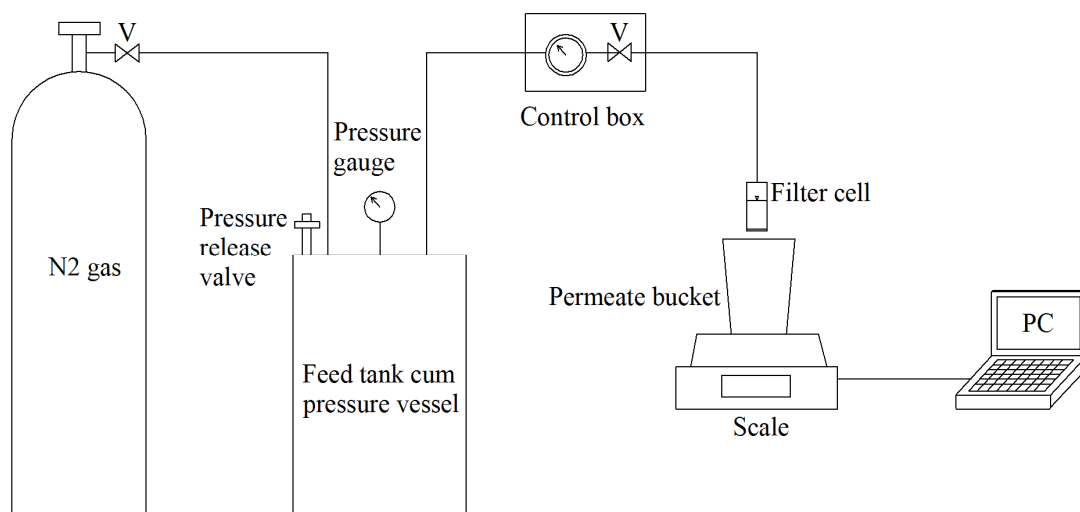 V
V
Control box
Pressure
gauge
Filter cell
Pressure
release
valve
N2 gas
Permeate bucket
PC
Feed tank cum
pressure vessel
Scale